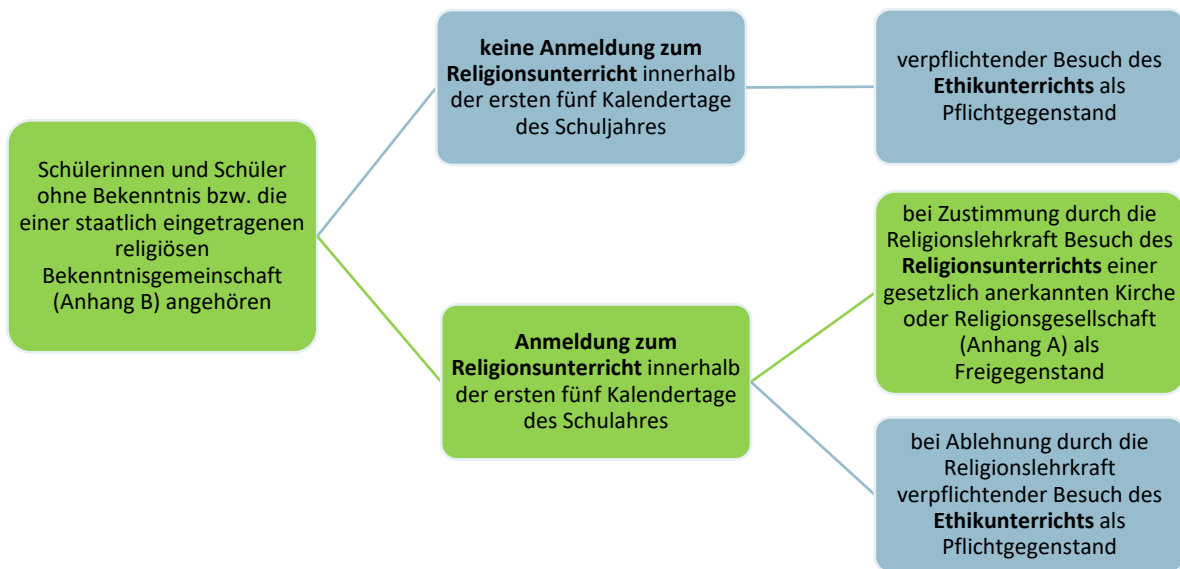 Schülerinnen und Schüler
ohne Bekenntnis bzw. die
einer staatlich eingetragenen
religiösen
Bekenntnisgemeinschaft
(Anhang B) angehören
keine Anmeldung zum
Religionsunterricht innerhalb
der ersten fünf Kalendertage
des Schuljahres
verpflichtender Besuch des
Ethikunterrichts als
Pflichtgegenstand
Anmeldung zum
Religionsunterricht innerhalb
der ersten fünf Kalendertage
des Schulahres
bei Zustimmung durch die
Religionslehrkraft Besuch des
Religionsunterrichts einer
gesetzlich anerkannten Kirche
oder Religionsgesellschaft
(Anhang A) als
Freigegenstand
bei Ablehnung durch die
Religionslehrkraft
verpflichtender Besuch des
Ethikunterrichts als
Pflichtgegenstand